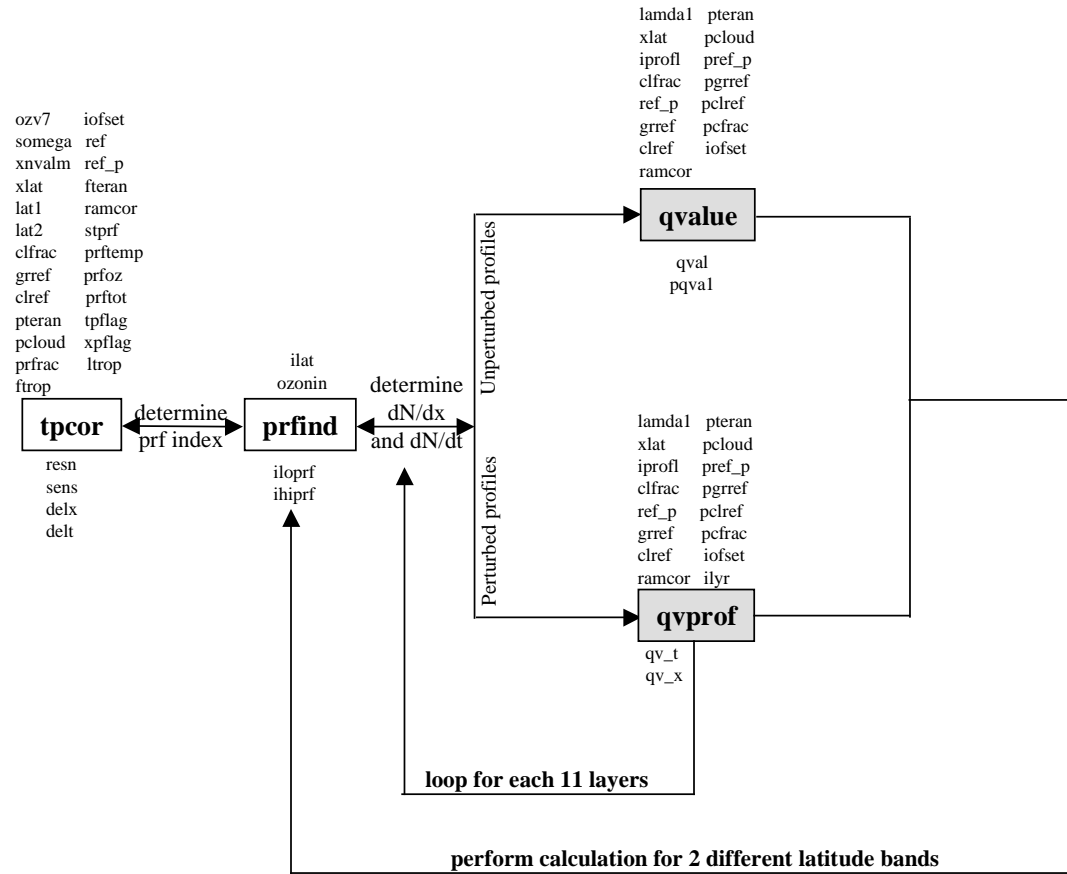 lamda1 pteran
xlat pcloud
iprofl pref_p
clfrac pgrref
ref_p pclref
grref pcfrac
clref iofset
ramcor
qvalue
qval
pqva1
ozv7 iofset
somega ref
xnvalm ref_p
xlat fteran
lat1 ramcor
lat2 stprf
clfrac prftemp
grref prfoz
clref prftot
pteran tpflag
pcloud xpflag
prfrac ltrop
ftrop
tpcor
resn
sens
delx
delt
determine
prf index
ilat
ozonin
prfind
iloprf
ihiprf
determine
dN/dx
and dN/dt
Unperturbed profiles
Perturbed profiles
lamda1 pteran
xlat pcloud
iprofl pref_p
clfrac pgrref
ref_p pclref
grref pcfrac
clref iofset
ramcor ilyr
qvprof
qv_t
qv_x
loop for each 11 layers
perform calculation for 2 different latitude bands